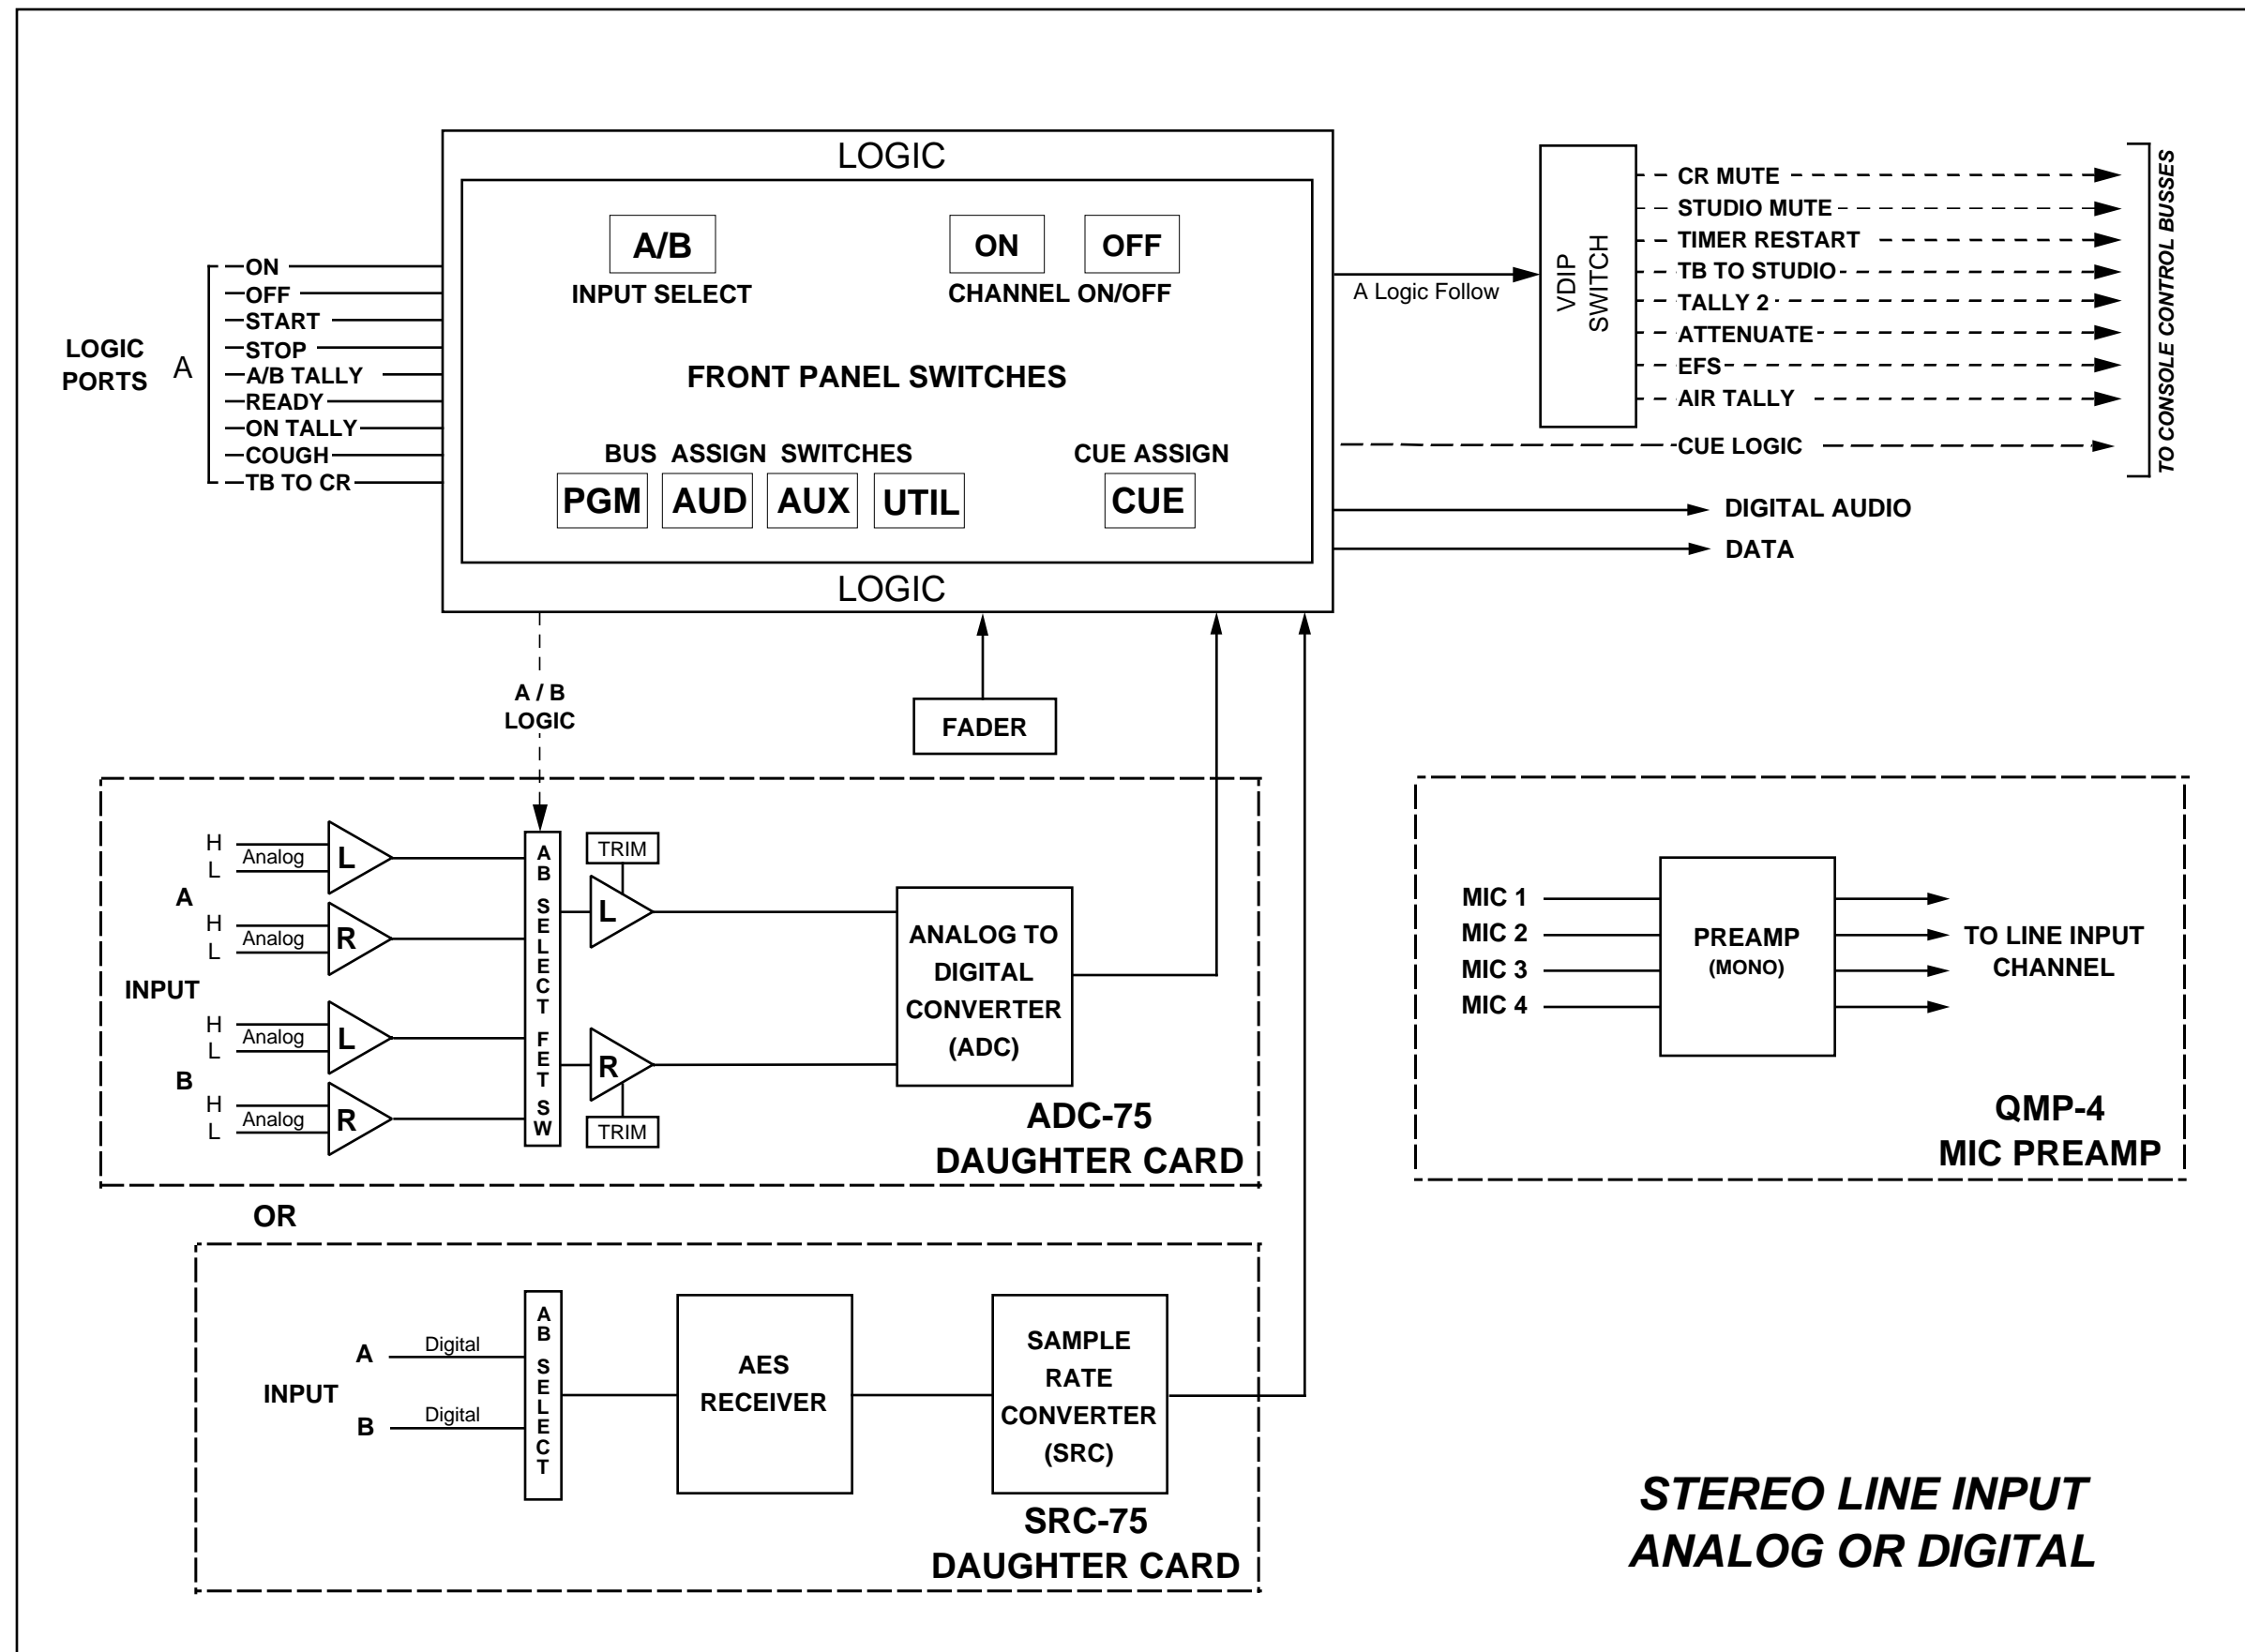 LOGIC
A/B
INPUT SELECT
ON
OFF
CHANNEL ON/OFF
FRONT PANEL SWITCHES
BUS ASSIGN SWITCHES
PGM
AUD
AUX
UTIL
CUE ASSIGN
CUE
LOGIC
LOGIC
PORTS
A
ON
OFF
START
STOP
A/B TALLY
READY
ON TALLY
COUGH
TB TO CR
A Logic Follow
VDIP
SWITCH
CR MUTE
STUDIO MUTE
TIMER RESTART
TB TO STUDIO
TALLY 2
ATTENUATE
EFS
AIR TALLY
CUE LOGIC
TO CONSOLE CONTROL BUSSES
DIGITAL AUDIO
DATA
A / B
LOGIC
FADER
INPUT
A
H
Analog
L
L
H
Analog
L
R
B
H
Analog
L
L
H
Analog
L
R
AB SELECT FET SW
TRIM
L
R
TRIM
ANALOG TO
DIGITAL
CONVERTER
(ADC)
ADC-75
DAUGHTER CARD
MIC 1
MIC 2
MIC 3
MIC 4
PREAMP
(MONO)
TO LINE INPUT
CHANNEL
QMP-4
MIC PREAMP
OR
INPUT
A
Digital
B
Digital
AB SELECT
AES
RECEIVER
SAMPLE
RATE
CONVERTER
(SRC)
SRC-75
DAUGHTER CARD
STEREO LINE INPUT
ANALOG OR DIGITAL